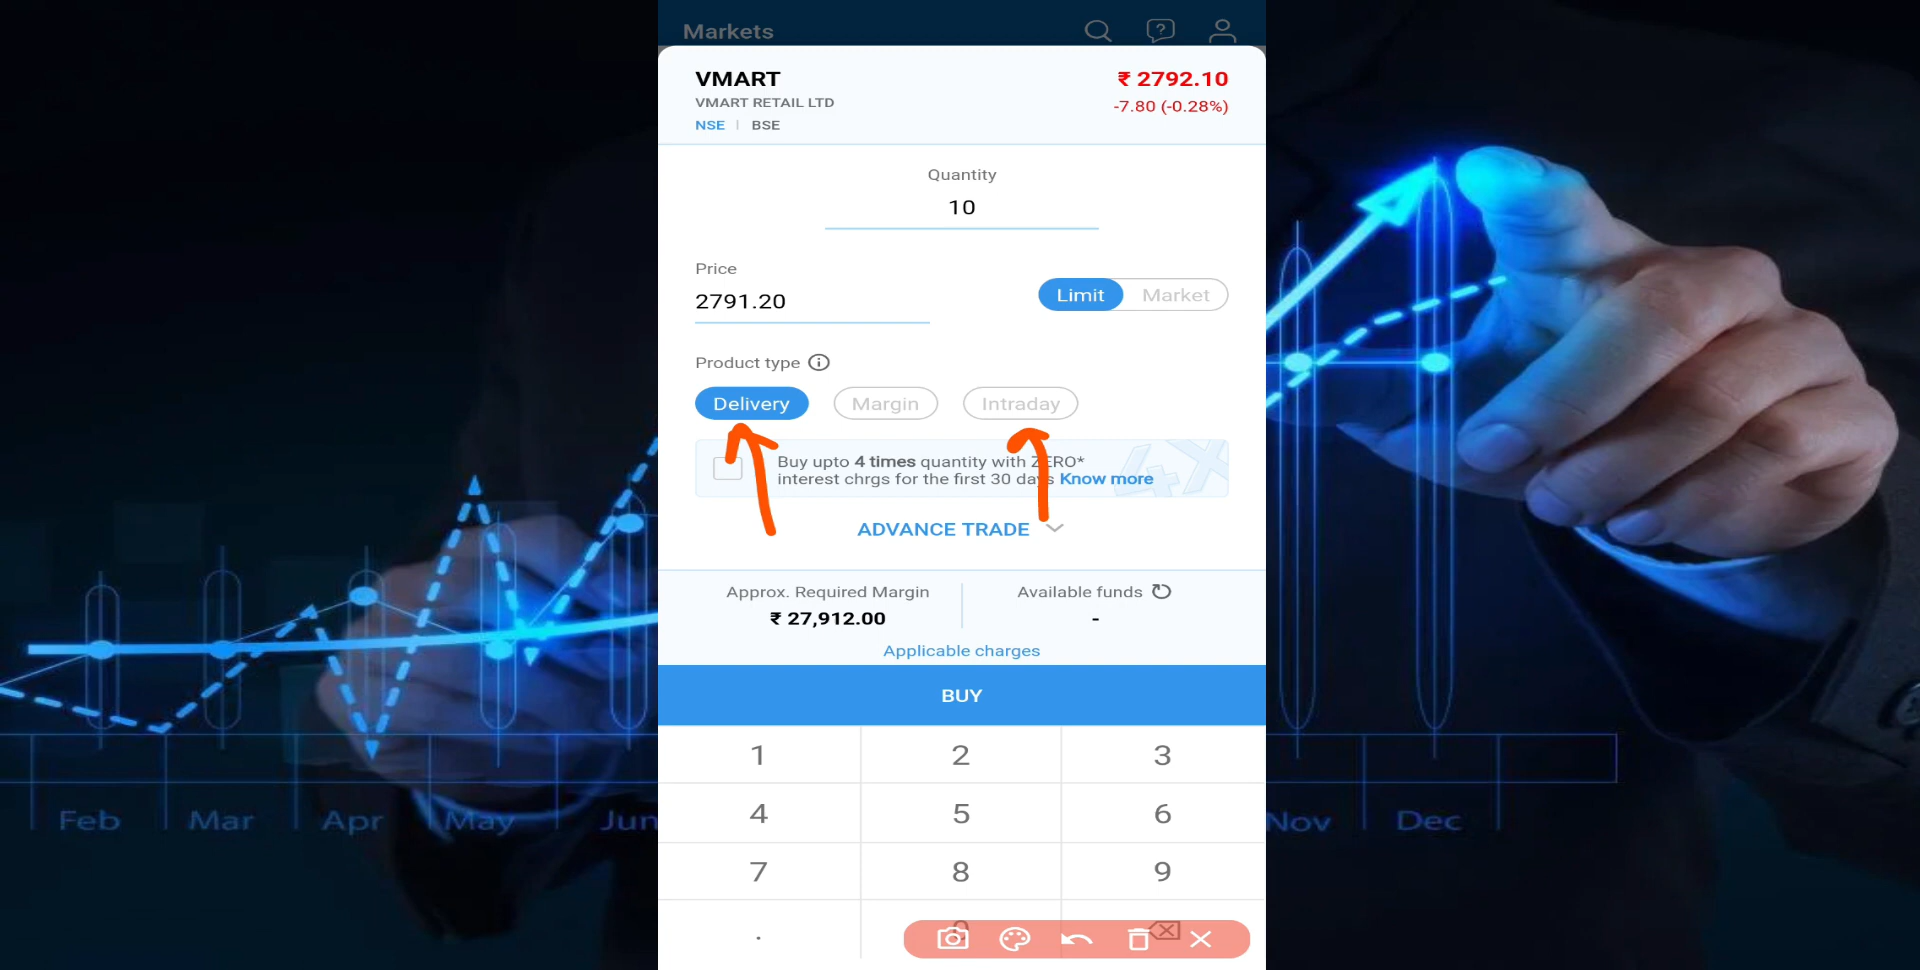 Markets
VMART
₹ 2792.10
VMART RETAIL LTD
-7.80 (-0.28%)
NSE | BSE
Quantity
10
Price
2791.20
Limit Market
Product type
Delivery Margin Intraday
Buy upto 4 times quantity with ZERO*
interest chrgs for the first 30 days Know more
4X
ADVANCE TRADE
Approx. Required Margin
₹ 27,912.00
Available funds
-
Applicable charges
BUY
1 2 3
4 5 6
7 8 9
. 0
Feb Mar Apr May Jun
Nov Dec